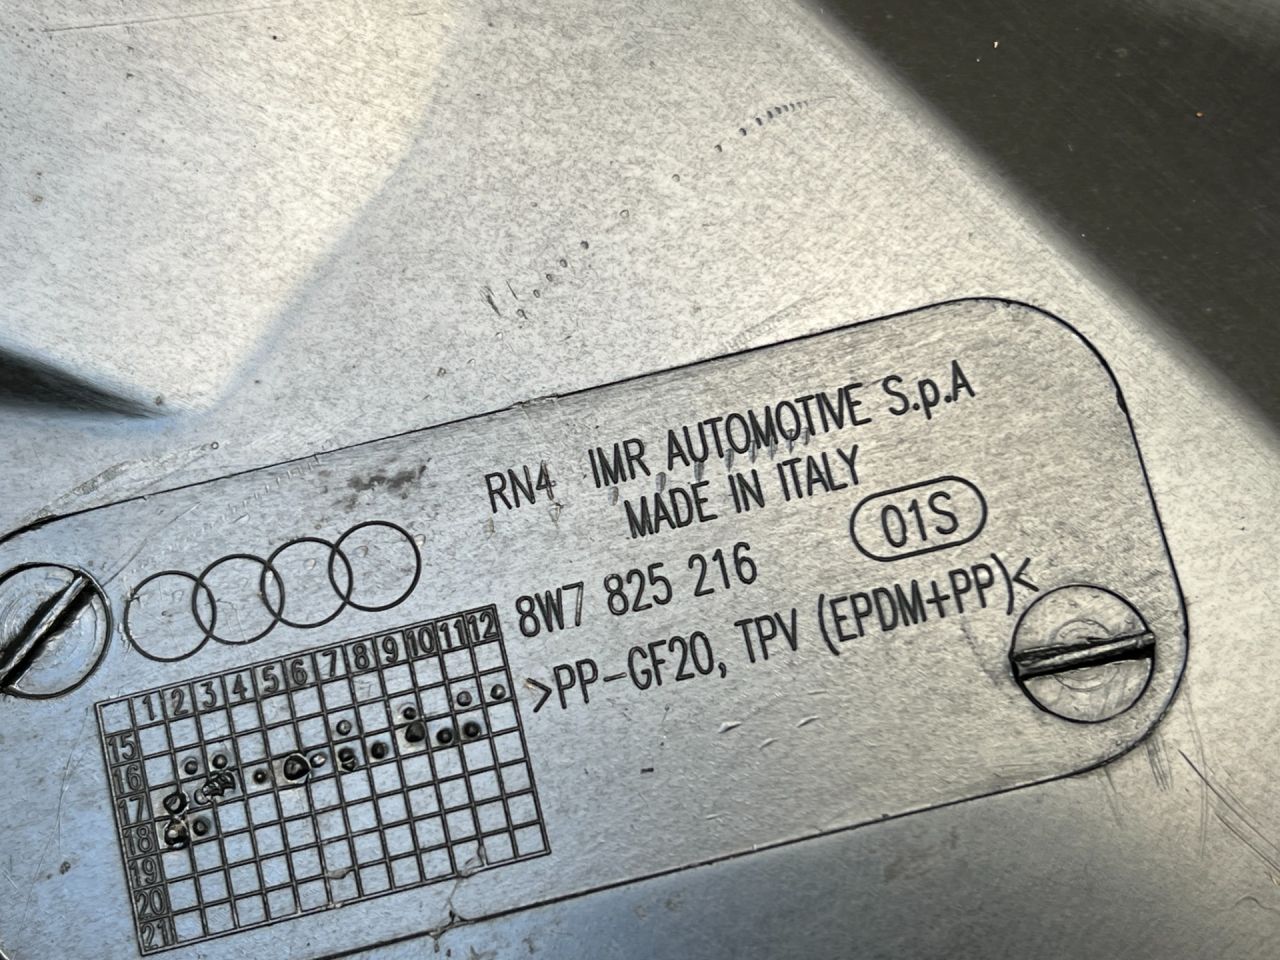 RN4 IMR AUTOMOTIVE S.p.A
MADE IN ITALY
8W7 825 216 01S
>PP-GF20, TPV (EPDM+PP)<
1 2 3 4 5 6 7 8 9 10 11 12
15
16
17
18
19
20
21